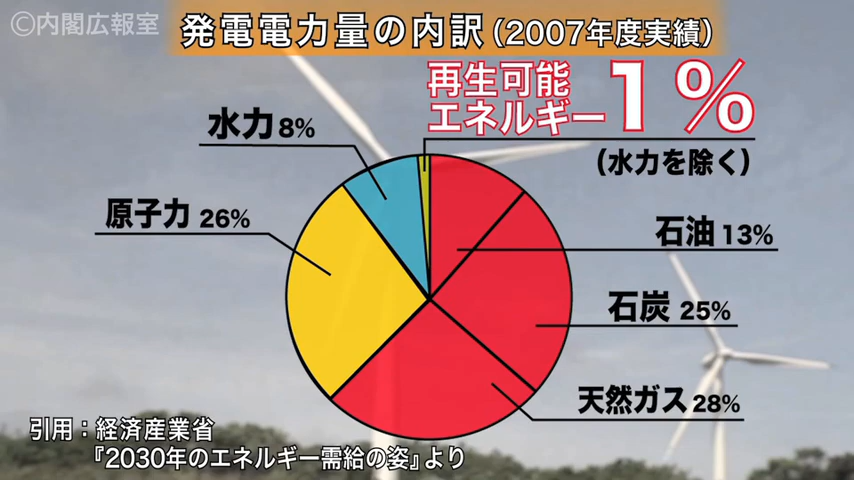 ©内閣広報室
発電電力量の内訳（2007年度実績）
再生可能
エネルギー1%
（水力を除く）
水力8%
原子力 26%
石油13%
石炭 25%
天然ガス28%
引用：経済産業省
『2030年のエネルギー需給の姿』より